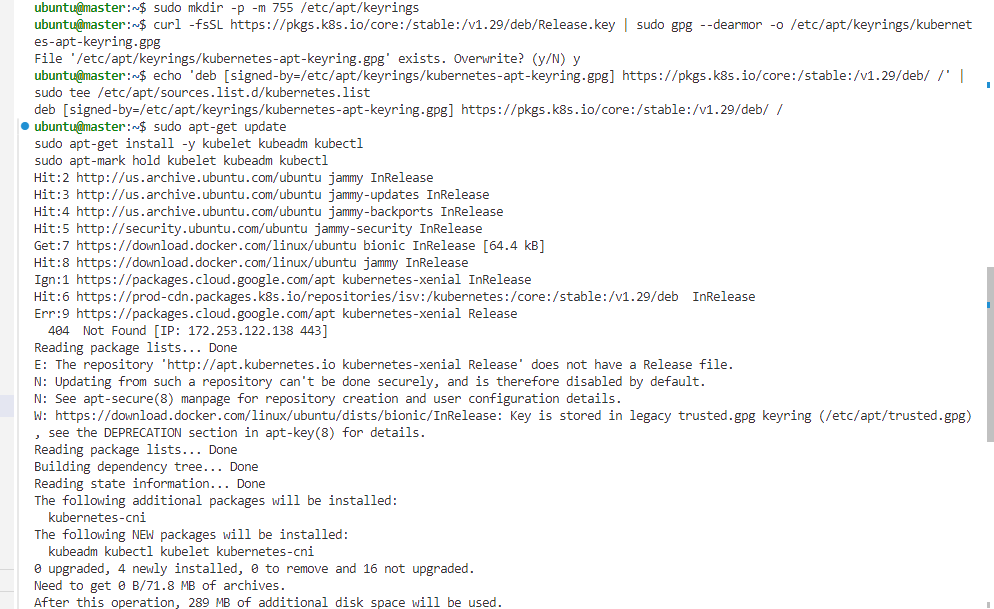 ubuntu@master:~$ sudo mkdir -p -m 755 /etc/apt/keyrings
ubuntu@master:~$ curl -fsSL https://pkgs.k8s.io/core:/stable:/v1.29/deb/Release.key | sudo gpg --dearmor -o /etc/apt/keyrings/kubernet
es-apt-keyring.gpg
File '/etc/apt/keyrings/kubernetes-apt-keyring.gpg' exists. Overwrite? (y/N) y
ubuntu@master:~$ echo 'deb [signed-by=/etc/apt/keyrings/kubernetes-apt-keyring.gpg] https://pkgs.k8s.io/core:/stable:/v1.29/deb/ /' |
sudo tee /etc/apt/sources.list.d/kubernetes.list
deb [signed-by=/etc/apt/keyrings/kubernetes-apt-keyring.gpg] https://pkgs.k8s.io/core:/stable:/v1.29/deb/ /
ubuntu@master:~$ sudo apt-get update
sudo apt-get install -y kubelet kubeadm kubectl
sudo apt-mark hold kubelet kubeadm kubectl
Hit:2 http://us.archive.ubuntu.com/ubuntu jammy InRelease
Hit:3 http://us.archive.ubuntu.com/ubuntu jammy-updates InRelease
Hit:4 http://us.archive.ubuntu.com/ubuntu jammy-backports InRelease
Hit:5 http://security.ubuntu.com/ubuntu jammy-security InRelease
Get:7 https://download.docker.com/linux/ubuntu bionic InRelease [64.4 kB]
Hit:8 https://download.docker.com/linux/ubuntu jammy InRelease
Ign:1 https://packages.cloud.google.com/apt kubernetes-xenial InRelease
Hit:6 https://prod-cdn.packages.k8s.io/repositories/isv:/kubernetes:/core:/stable:/v1.29/deb  InRelease
Err:9 https://packages.cloud.google.com/apt kubernetes-xenial Release
  404  Not Found [IP: 172.253.122.138 443]
Reading package lists... Done
E: The repository 'http://apt.kubernetes.io kubernetes-xenial Release' does not have a Release file.
N: Updating from such a repository can't be done securely, and is therefore disabled by default.
N: See apt-secure(8) manpage for repository creation and user configuration details.
W: https://download.docker.com/linux/ubuntu/dists/bionic/InRelease: Key is stored in legacy trusted.gpg keyring (/etc/apt/trusted.gpg)
, see the DEPRECATION section in apt-key(8) for details.
Reading package lists... Done
Building dependency tree... Done
Reading state information... Done
The following additional packages will be installed:
  kubernetes-cni
The following NEW packages will be installed:
  kubeadm kubectl kubelet kubernetes-cni
0 upgraded, 4 newly installed, 0 to remove and 16 not upgraded.
Need to get 0 B/71.8 MB of archives.
After this operation, 289 MB of additional disk space will be used.